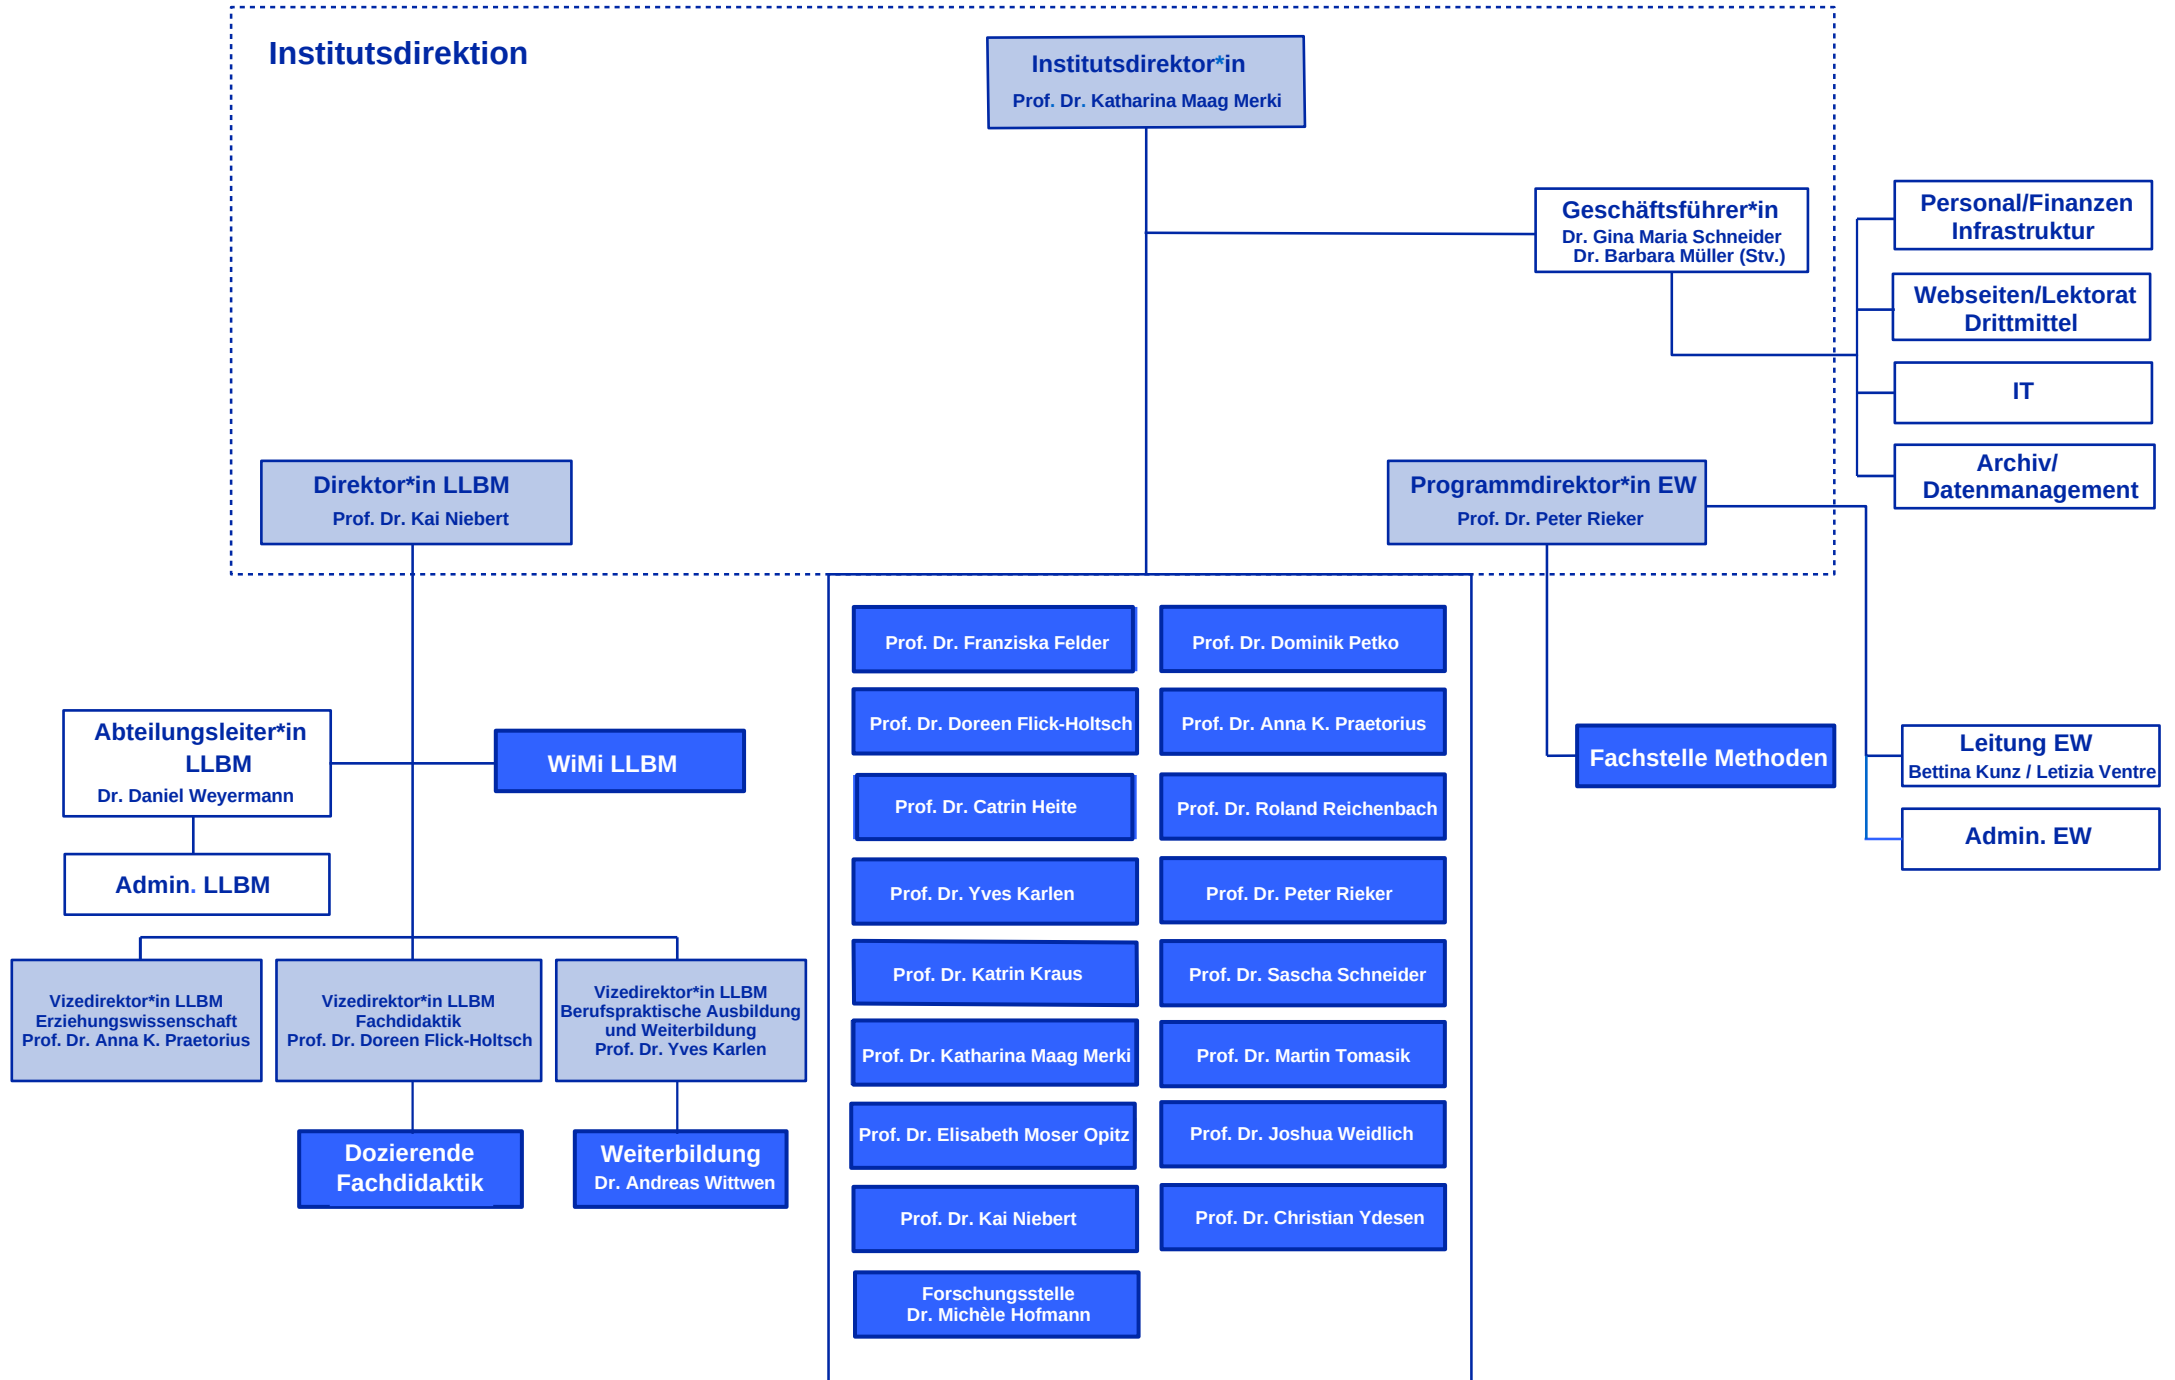 Institutsdirektion
Institutsdirektor*in
Prof. Dr. Katharina Maag Merki
Geschäftsführer*in
Dr. Gina Maria Schneider
Dr. Barbara Müller (Stv.)
Personal/Finanzen
Infrastruktur
Webseiten/Lektorat
Drittmittel
IT
Archiv/
Datenmanagement
Direktor*in LLBM
Prof. Dr. Kai Niebert
Programmdirektor*in EW
Prof. Dr. Peter Rieker
Abteilungsleiter*in
LLBM
Dr. Daniel Weyermann
WiMi LLBM
Admin. LLBM
Vizedirektor*in LLBM
Erziehungswissenschaft
Prof. Dr. Anna K. Praetorius
Vizedirektor*in LLBM
Fachdidaktik
Prof. Dr. Doreen Flick-Holtsch
Vizedirektor*in LLBM
Berufspraktische Ausbildung
und Weiterbildung
Prof. Dr. Yves Karlen
Dozierende
Fachdidaktik
Weiterbildung
Dr. Andreas Wittwen
Prof. Dr. Franziska Felder
Prof. Dr. Doreen Flick-Holtsch
Prof. Dr. Catrin Heite
Prof. Dr. Yves Karlen
Prof. Dr. Katrin Kraus
Prof. Dr. Katharina Maag Merki
Prof. Dr. Elisabeth Moser Opitz
Prof. Dr. Kai Niebert
Forschungsstelle
Dr. Michèle Hofmann
Prof. Dr. Dominik Petko
Prof. Dr. Anna K. Praetorius
Prof. Dr. Roland Reichenbach
Prof. Dr. Peter Rieker
Prof. Dr. Sascha Schneider
Prof. Dr. Martin Tomasik
Prof. Dr. Joshua Weidlich
Prof. Dr. Christian Ydesen
Fachstelle Methoden
Leitung EW
Bettina Kunz / Letizia Ventre
Admin. EW